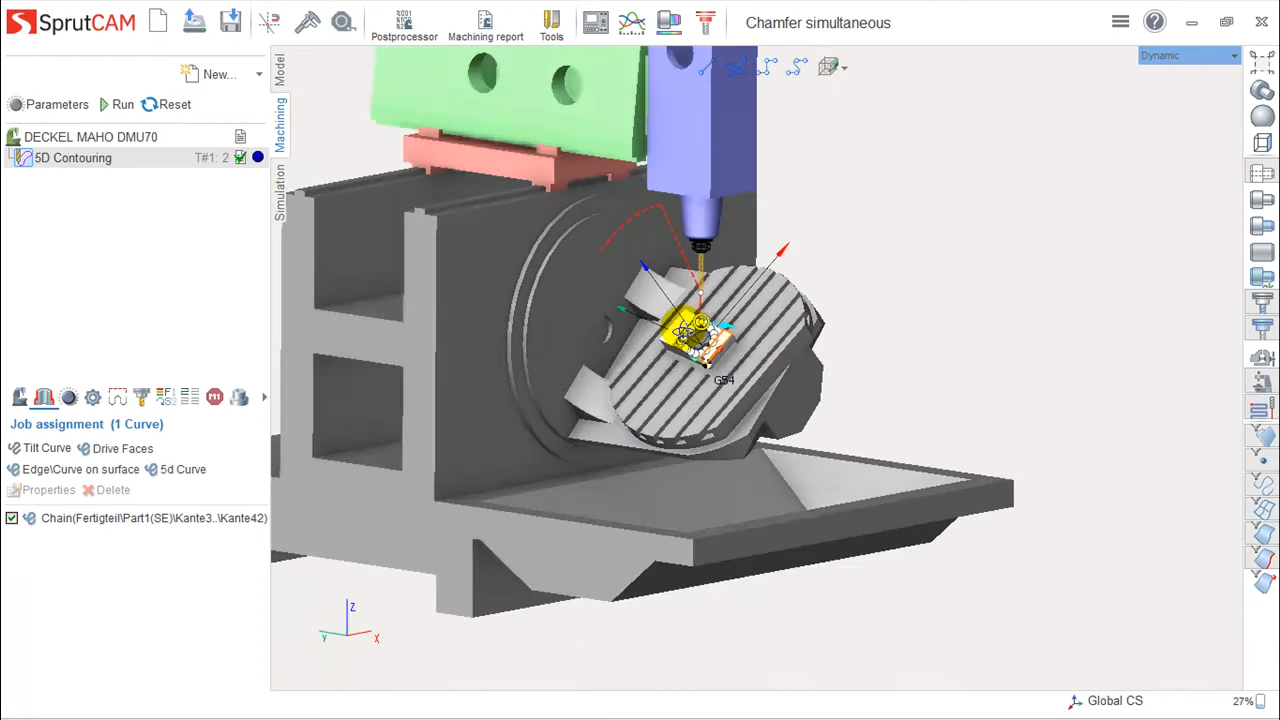 SprutCAM
Postprocessor
Machining report
Tools
Chamfer simultaneous
New...
Parameters
Run
Reset
DECKEL MAHO DMU70
5D Contouring
T#1: 2
Model
Machining
Simulation
Dynamic
G54
Job assignment (1 Curve)
Tilt Curve
Drive Faces
Edge\Curve on surface
5d Curve
Properties
Delete
Chain(Fertigteil\Part1(SE)\Kante3..\Kante42)
Z
Y
X
Global CS
27%